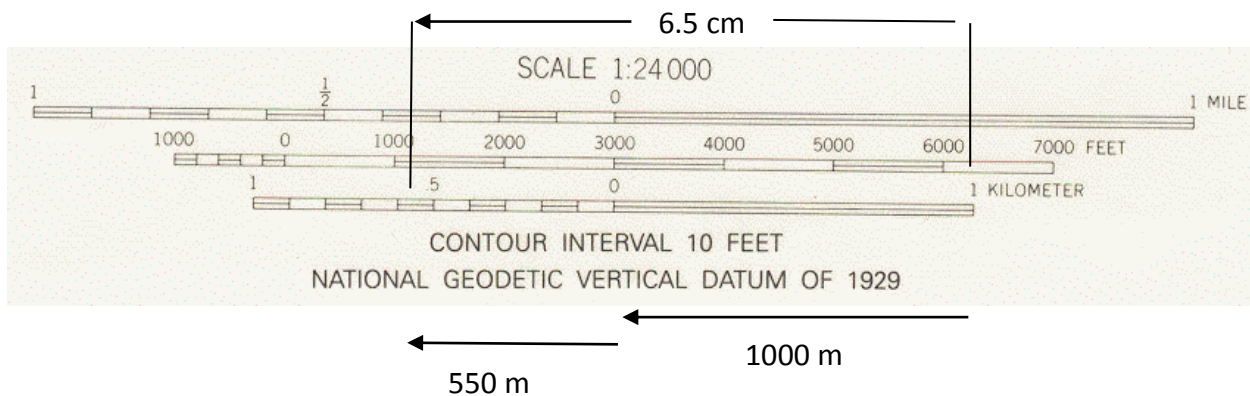 6.5 cm
SCALE 1:24 000
1 1/2 0 1 MILE
1000 0 1000 2000 3000 4000 5000 6000 7000 FEET
1 .5 0 1 KILOMETER
CONTOUR INTERVAL 10 FEET
NATIONAL GEODETIC VERTICAL DATUM OF 1929
1000 m
550 m